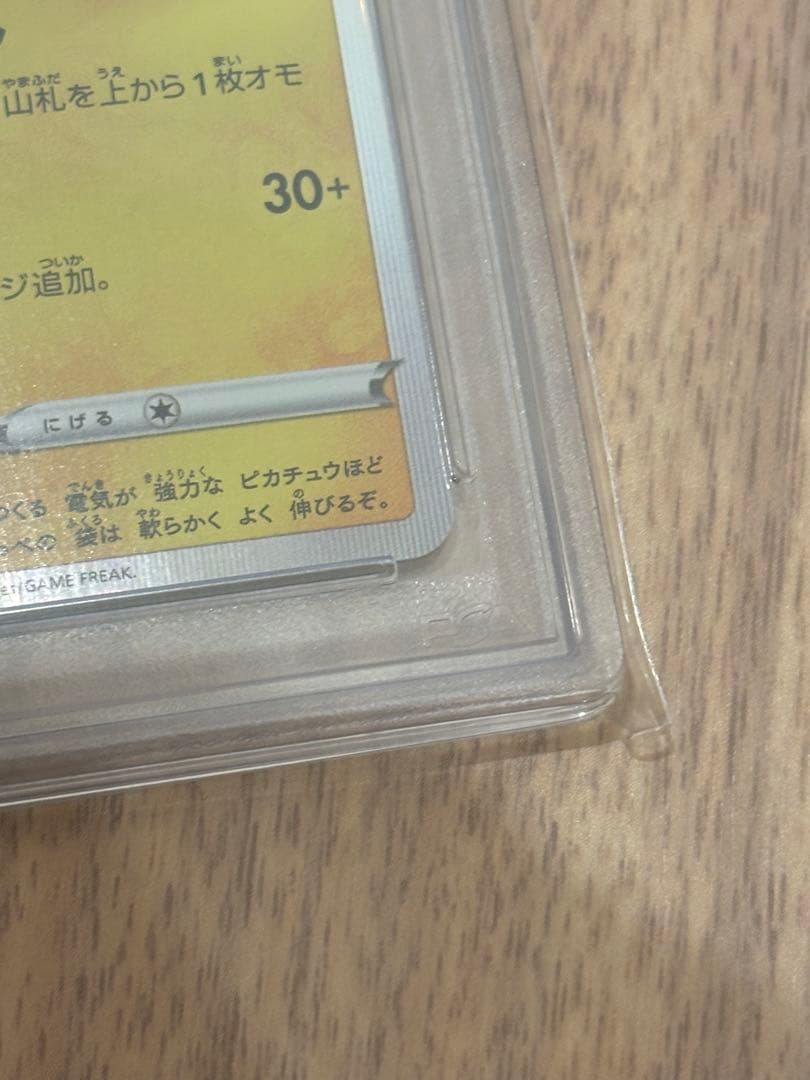 山札を上から1枚オモ
30+
ジ追加。
にげる
つくる 電気が 強力な ピカチュウほど
っぺの 袋は 軟らかく よく 伸びるぞ。
GAME FREAK.